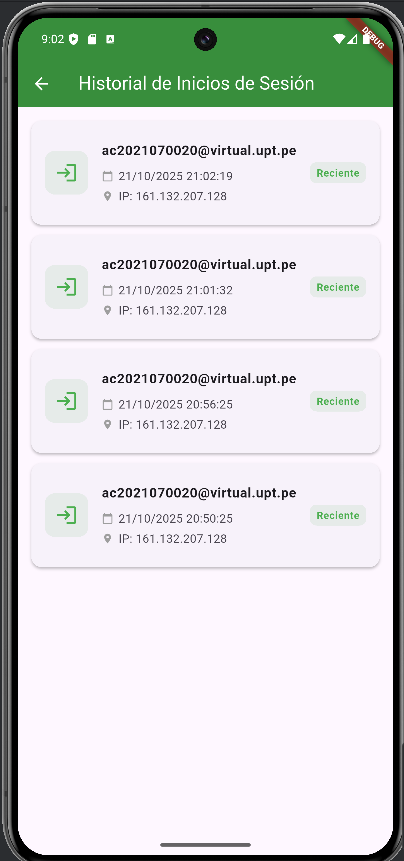 9:02
DEBUG
Historial de Inicios de Sesión
ac2021070020@virtual.upt.pe
21/10/2025 21:02:19
Reciente
IP: 161.132.207.128
ac2021070020@virtual.upt.pe
21/10/2025 21:01:32
Reciente
IP: 161.132.207.128
ac2021070020@virtual.upt.pe
21/10/2025 20:56:25
Reciente
IP: 161.132.207.128
ac2021070020@virtual.upt.pe
21/10/2025 20:50:25
Reciente
IP: 161.132.207.128